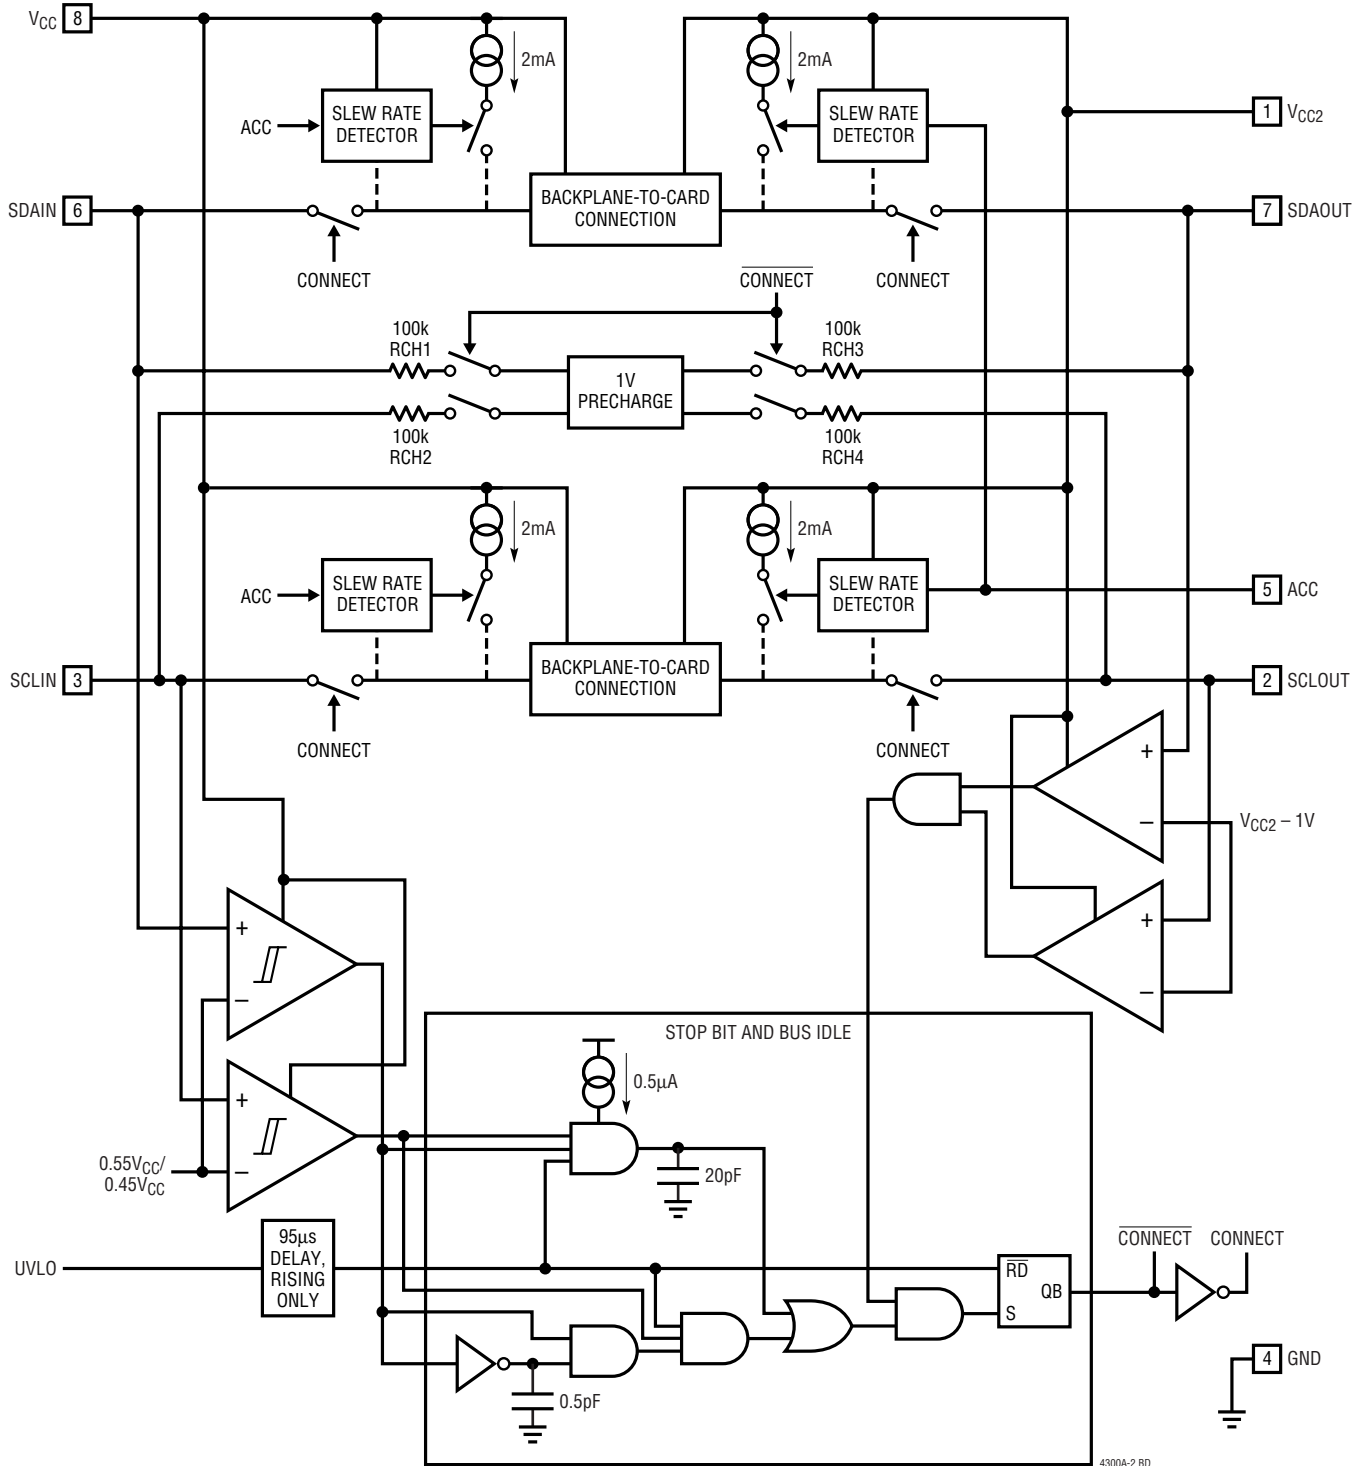 VCC 8
2mA
2mA
SLEW RATE
DETECTOR
ACC
SLEW RATE
DETECTOR
1 VCC2
BACKPLANE-TO-CARD
CONNECTION
SDAIN 6
7 SDAOUT
CONNECT
CONNECT
CONNECT
100k
RCH1
100k
RCH3
1V
PRECHARGE
100k
RCH2
100k
RCH4
2mA
2mA
SLEW RATE
DETECTOR
ACC
SLEW RATE
DETECTOR
5 ACC
BACKPLANE-TO-CARD
CONNECTION
SCLIN 3
2 SCLOUT
CONNECT
CONNECT
+
–
VCC2 – 1V
+
–
+
–
STOP BIT AND BUS IDLE
0.5µA
+
–
0.55VCC/
0.45VCC
20pF
UVLO
95µs
DELAY,
RISING
ONLY
CONNECT CONNECT
RD
QB
S
4 GND
0.5pF
4300A-2 BD